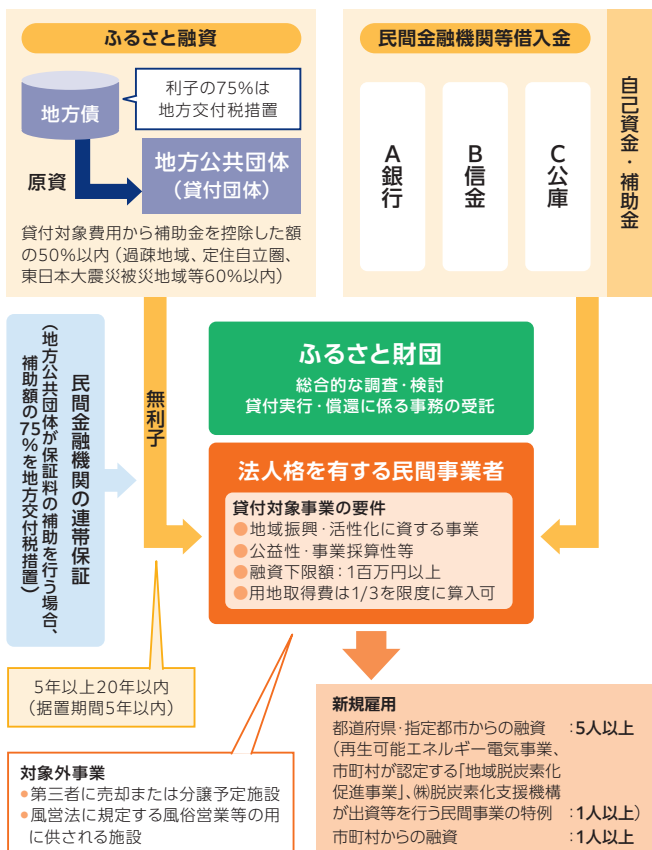 ふるさと融資
地方債
利子の75%は
地方交付税措置
原資
地方公共団体
（貸付団体）
貸付対象費用から補助金を控除した額
の50%以内（過疎地域、定住自立圏、
東日本大震災被災地域等60%以内）
民間金融機関等借入金
A銀行
B信金
C公庫
自己資金・補助金
民間金融機関の連帯保証
（地方公共団体が保証料の補助を行う場合、
補助額の75%を地方交付税措置）
無利子
ふるさと財団
総合的な調査・検討
貸付実行・償還に係る事務の受託
法人格を有する民間事業者
貸付対象事業の要件
●地域振興・活性化に資する事業
●公益性・事業採算性等
●融資下限額：1百万円以上
●用地取得費は1/3を限度に算入可
5年以上20年以内
（据置期間5年以内）
対象外事業
●第三者に売却または分譲予定施設
●風営法に規定する風俗営業等の用
に供される施設
新規雇用
都道府県・指定都市からの融資：5人以上
（再生可能エネルギー電気事業、
市町村が認定する「地域脱炭素化
促進事業」、㈱脱炭素化支援機構
が出資等を行う民間事業の特例：1人以上）
市町村からの融資：1人以上